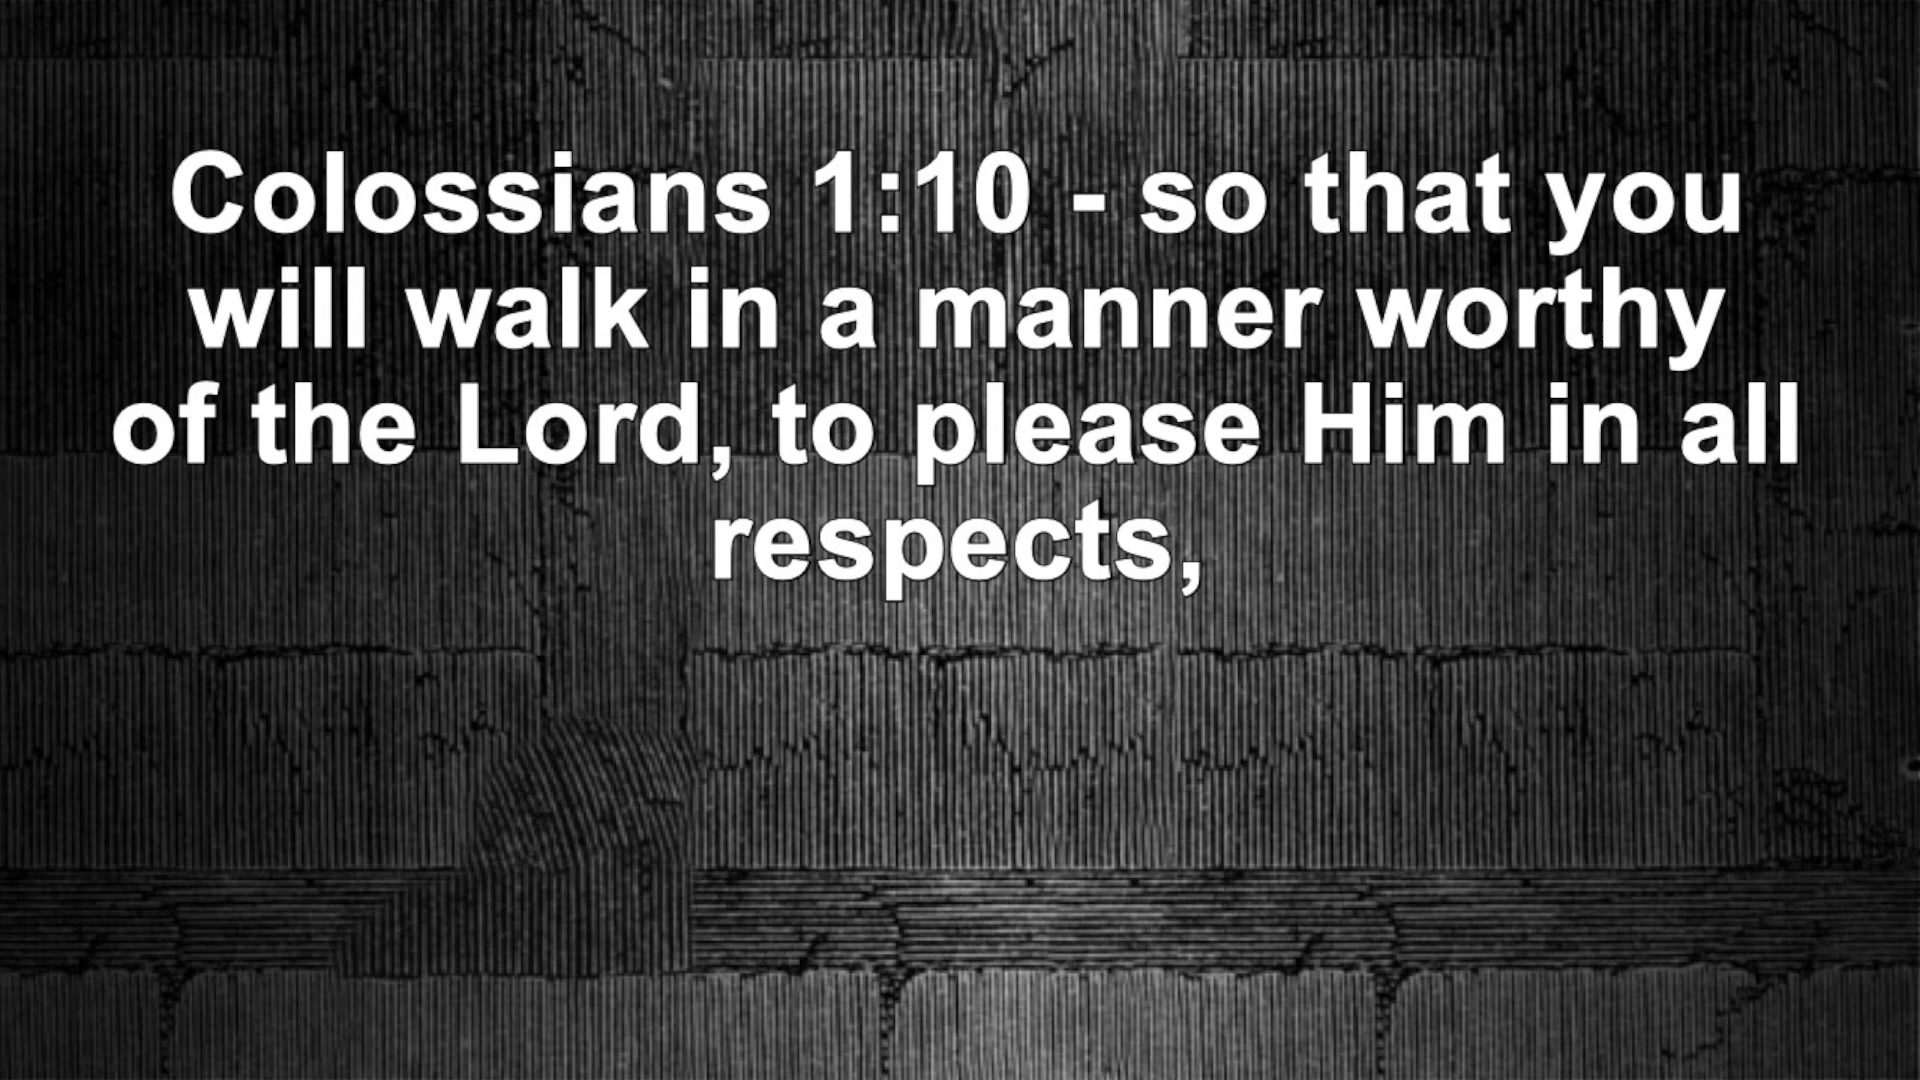 Colossians 1:10 - so that you
will walk in a manner worthy
of the Lord, to please Him in all
respects,